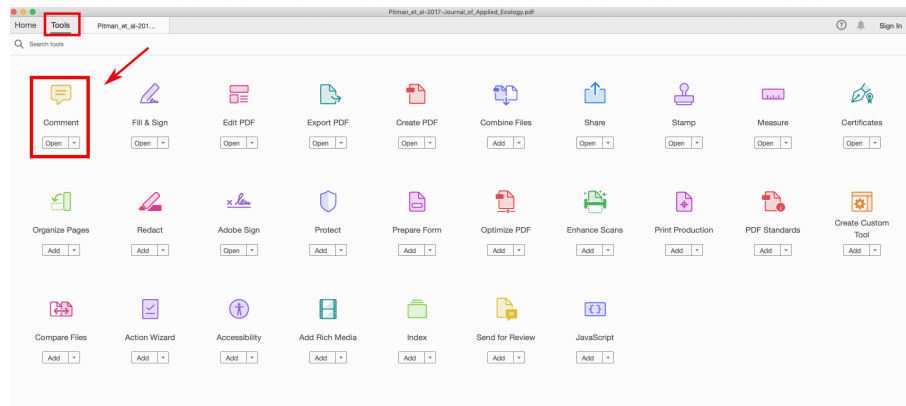 Pitman_et_al-2017-Journal_of_Applied_Ecology.pdf
Home Tools Pitman_et_al-201... Sign In
Search tools
Comment Fill & Sign Edit PDF Export PDF Create PDF Combine Files Share Stamp Measure Certificates
Open Open Open Open Open Add Open Open Open Open
Organize Pages Redact Adobe Sign Protect Prepare Form Optimize PDF Enhance Scans Print Production PDF Standards Create Custom
Tool
Add Add Open Add Add Add Add Add Add Add
Compare Files Action Wizard Accessibility Add Rich Media Index Send for Review JavaScript
Add Add Add Add Add Add Add